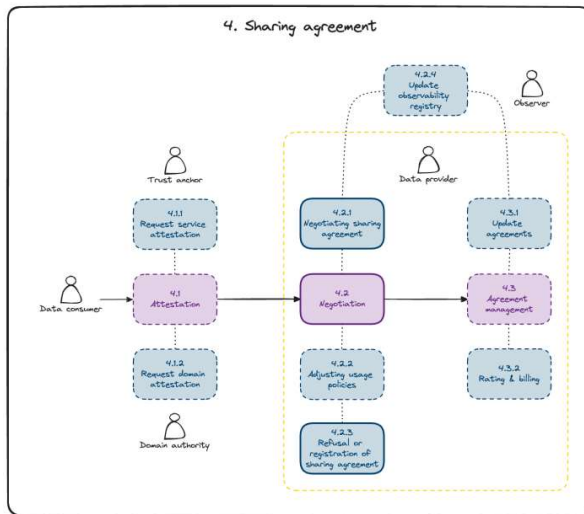 4. Sharing agreement
4.2.4
Update
observability
registry
Observer
Trust anchor
Data provider
4.1.1
Request service
attestation
4.2.1
Negotiating sharing
agreement
4.3.1
Update
agreements
Data consumer
4.1
Attestation
4.2
Negotiation
4.3
Agreement
management
4.1.2
Request domain
attestation
4.2.2
Adjusting usage
policies
4.3.2
Rating & billing
Domain authority
4.2.3
Refusal or
registration of
sharing agreement